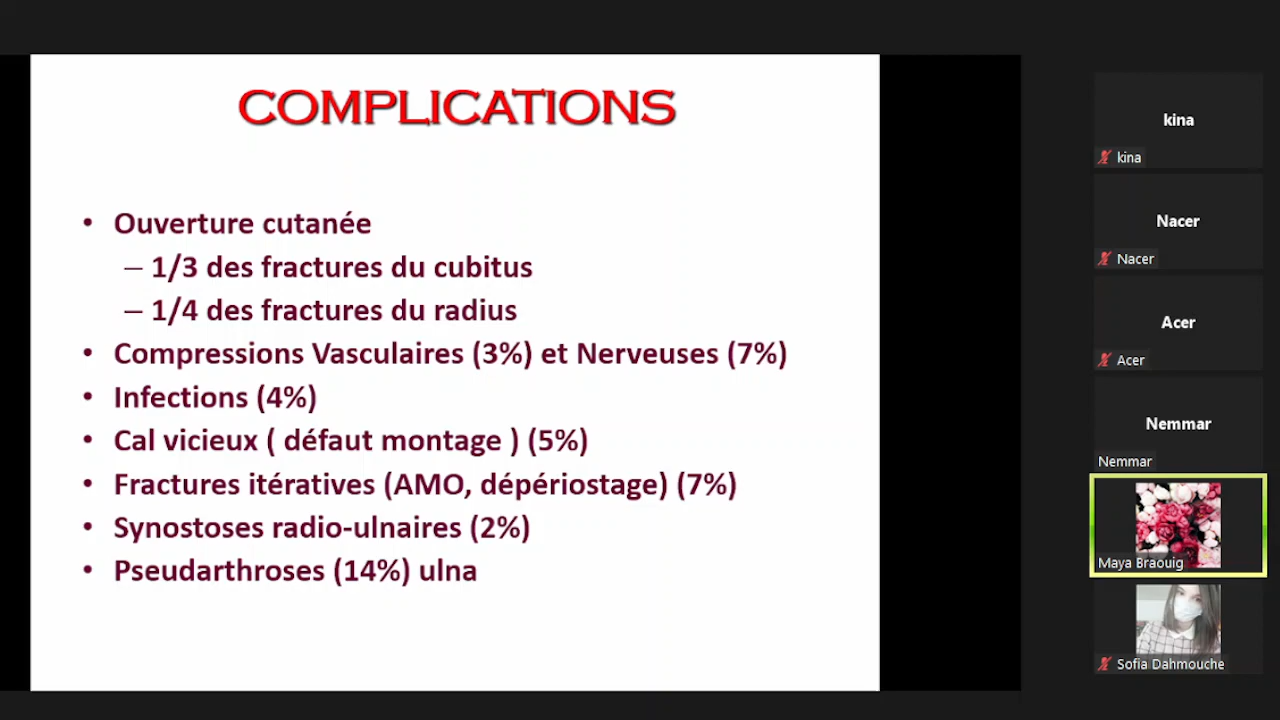 COMPLICATIONS
• Ouverture cutanée
– 1/3 des fractures du cubitus
– 1/4 des fractures du radius
• Compressions Vasculaires (3%) et Nerveuses (7%)
• Infections (4%)
• Cal vicieux ( défaut montage ) (5%)
• Fractures itératives (AMO, dépériostage) (7%)
• Synostoses radio-ulnaires (2%)
• Pseudarthroses (14%) ulna
kina
kina
Nacer
Nacer
Acer
Acer
Nemmar
Nemmar
Maya Braouig
Sofia Dahmouche